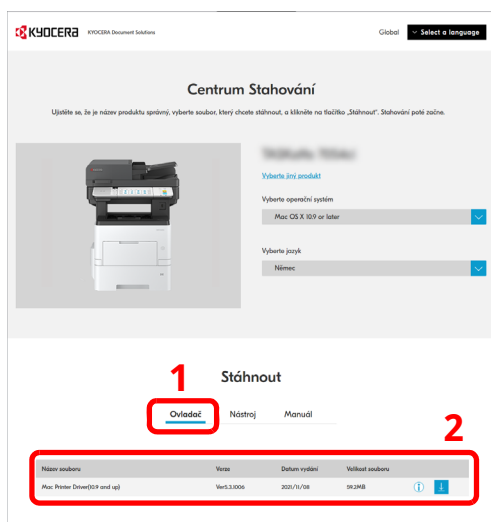 KYOCERA KYOCERA Document Solutions Global Select a language
Centrum Stahování
Ujistěte se, že je název produktu správný, vyberte soubor, který chcete stáhnout, a klikněte na tlačítko „Stáhnout". Stahování poté začne.
Vyberte jiný produkt
Vyberte operační systém
Mac OS X 10.9 or later
Vyberte jazyk
Němec
Stáhnout
1
Ovladač Nástroj Manuál
2
Název souboru Verze Datum vydání Velikost souboru
Mac Printer Driver(10.9 and up) Ver5.3.1006 2021/11/08 59.2MB